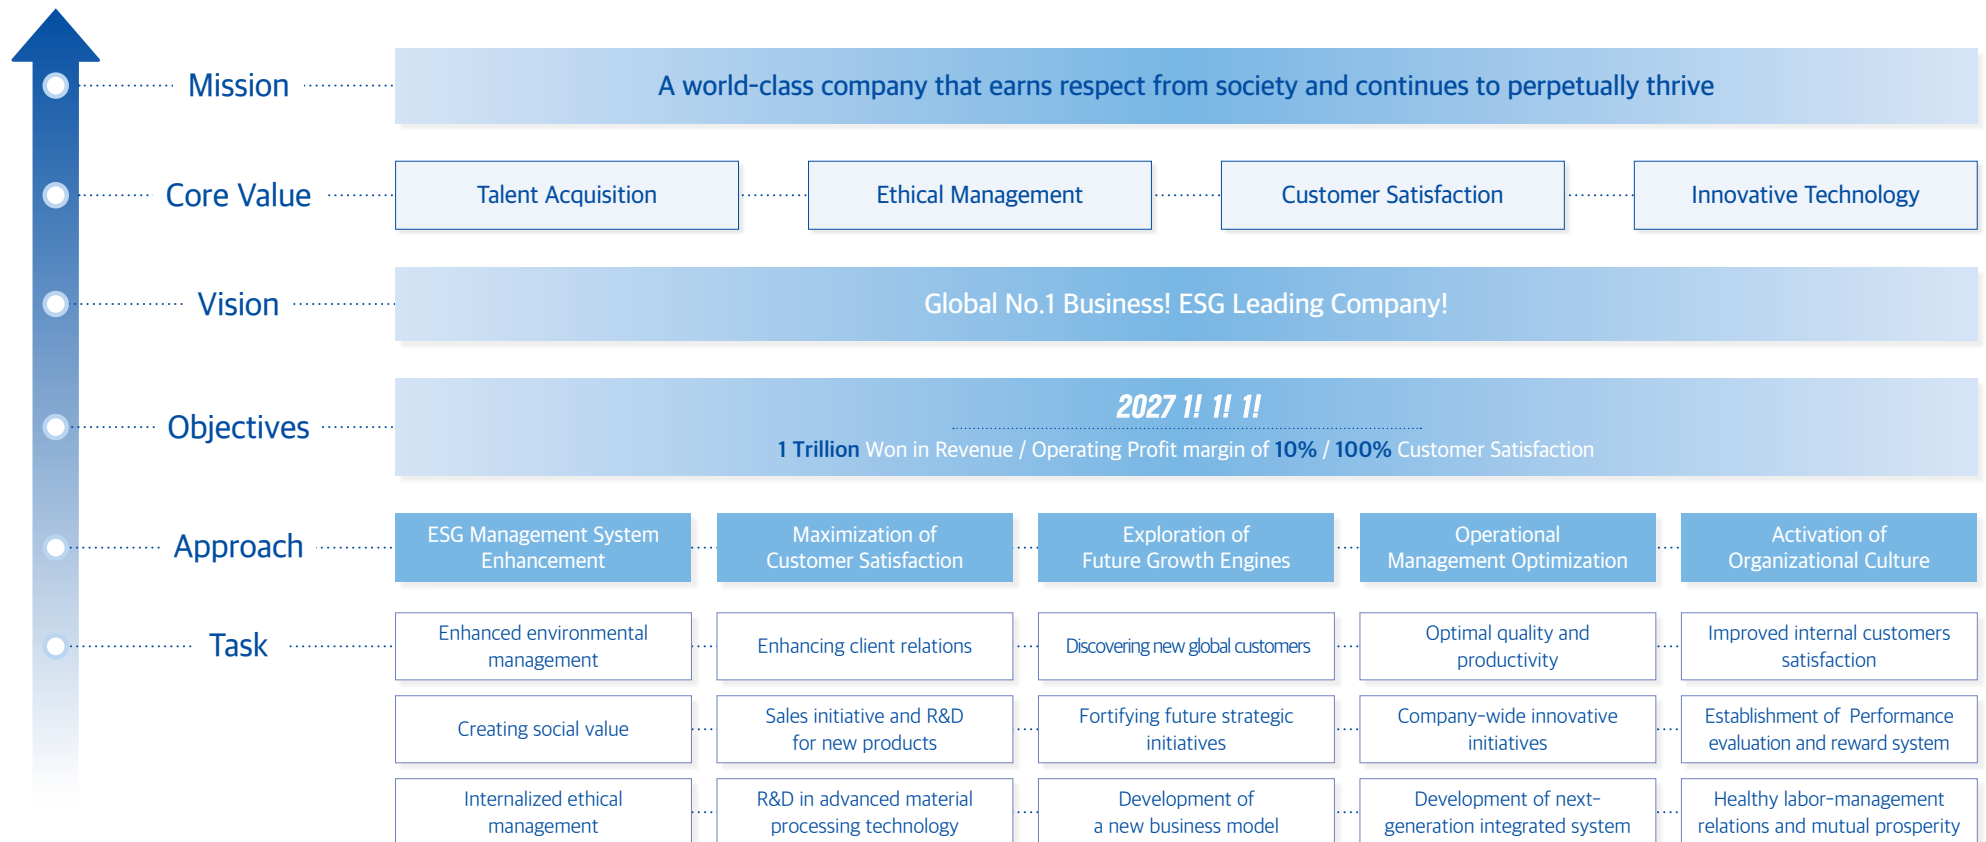 Mission
A world-class company that earns respect from society and continues to perpetually thrive
Core Value
Talent Acquisition
Ethical Management
Customer Satisfaction
Innovative Technology
Vision
Global No.1 Business! ESG Leading Company!
Objectives
2027 1! 1! 1!
1 Trillion Won in Revenue / Operating Profit margin of 10% / 100% Customer Satisfaction
Approach
ESG Management System
Enhancement
Maximization of
Customer Satisfaction
Exploration of
Future Growth Engines
Operational
Management Optimization
Activation of
Organizational Culture
Task
Enhanced environmental
management
Enhancing client relations
Discovering new global customers
Optimal quality and
productivity
Improved internal customers
satisfaction
Creating social value
Sales initiative and R&D
for new products
Fortifying future strategic
initiatives
Company-wide innovative
initiatives
Establishment of Performance
evaluation and reward system
Internalized ethical
management
R&D in advanced material
processing technology
Development of
a new business model
Development of next-
generation integrated system
Healthy labor-management
relations and mutual prosperity